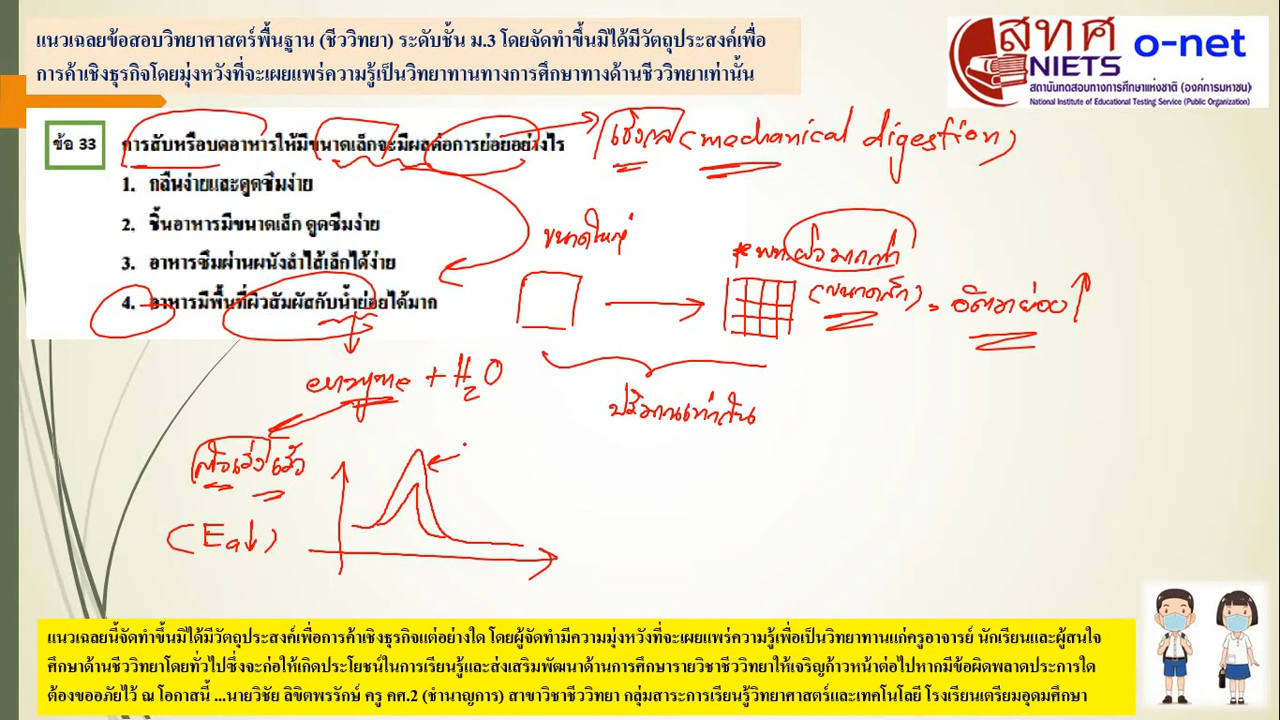 แนวเฉลยข้อสอบวิทยาศาสตร์พื้นฐาน (ชีววิทยา) ระดับชั้น ม.3 โดยจัดทำขึ้นมิได้มีวัตถุประสงค์เพื่อ
การค้าเชิงธุรกิจโดยมุ่งหวังที่จะเผยแพร่ความรู้เป็นวิทยาทานทางการศึกษาทางด้านชีววิทยาเท่านั้น
สทศ
NIETS
o-net
สถาบันทดสอบทางการศึกษาแห่งชาติ (องค์การมหาชน)
National Institute of Educational Testing Service (Public Organization)
ข้อ 33 การสับหรือบดอาหารให้มีขนาดเล็กจะมีผลต่อการย่อยอย่างไร
เชิงกล (mechanical digestion)
1. กลืนง่ายและดูดซึมง่าย
2. ชิ้นอาหารมีขนาดเล็ก ดูดซึมง่าย
3. อาหารซึมผ่านผนังลำไส้เล็กได้ง่าย
4. อาหารมีพื้นที่ผิวสัมผัสกับน้ำย่อยได้มาก
ขนาดใหญ่
* พท.ผิวมากกว่า
(ขนาดเล็ก) = อัตราย่อย↑
enzyme + H₂O
ปริมาณเท่ากัน
ตัวเร่งเร็ว
(Ea↓)
แนวเฉลยนี้จัดทำขึ้นมิได้มีวัตถุประสงค์เพื่อการค้าเชิงธุรกิจแต่อย่างใด โดยผู้จัดทำมีความมุ่งหวังที่จะเผยแพร่ความรู้เพื่อเป็นวิทยาทานแก่ครูอาจารย์ นักเรียนและผู้สนใจ
ศึกษาด้านชีววิทยาโดยทั่วไปซึ่งจะก่อให้เกิดประโยชน์ในการเรียนรู้และส่งเสริมพัฒนาด้านการศึกษารายวิชาชีววิทยาให้เจริญก้าวหน้าต่อไปหากมีข้อผิดพลาดประการใด
ต้องขออภัยไว้ ณ โอกาสนี้ ...นายวิชัย ลิขิตพรรักษ์ ครู คศ.2 (ชำนาญการ) สาขาวิชาชีววิทยา กลุ่มสาระการเรียนรู้วิทยาศาสตร์และเทคโนโลยี โรงเรียนเตรียมอุดมศึกษา